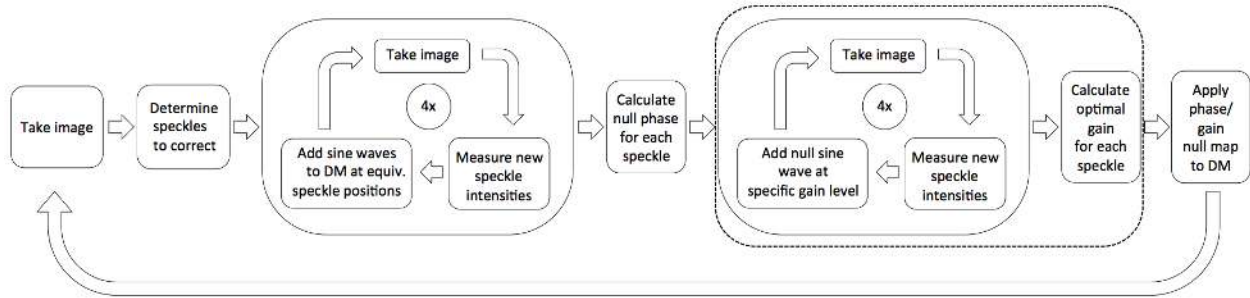 Take image
Determine
speckles
to correct
Take image
4x
Add sine waves
to DM at equiv.
speckle positions
Measure new
speckle
intensities
Calculate
null phase
for each
speckle
Take image
4x
Add null sine
wave at
specific gain level
Measure new
speckle
intensities
Calculate
optimal
gain
for each
speckle
Apply
phase/
gain
null map
to DM